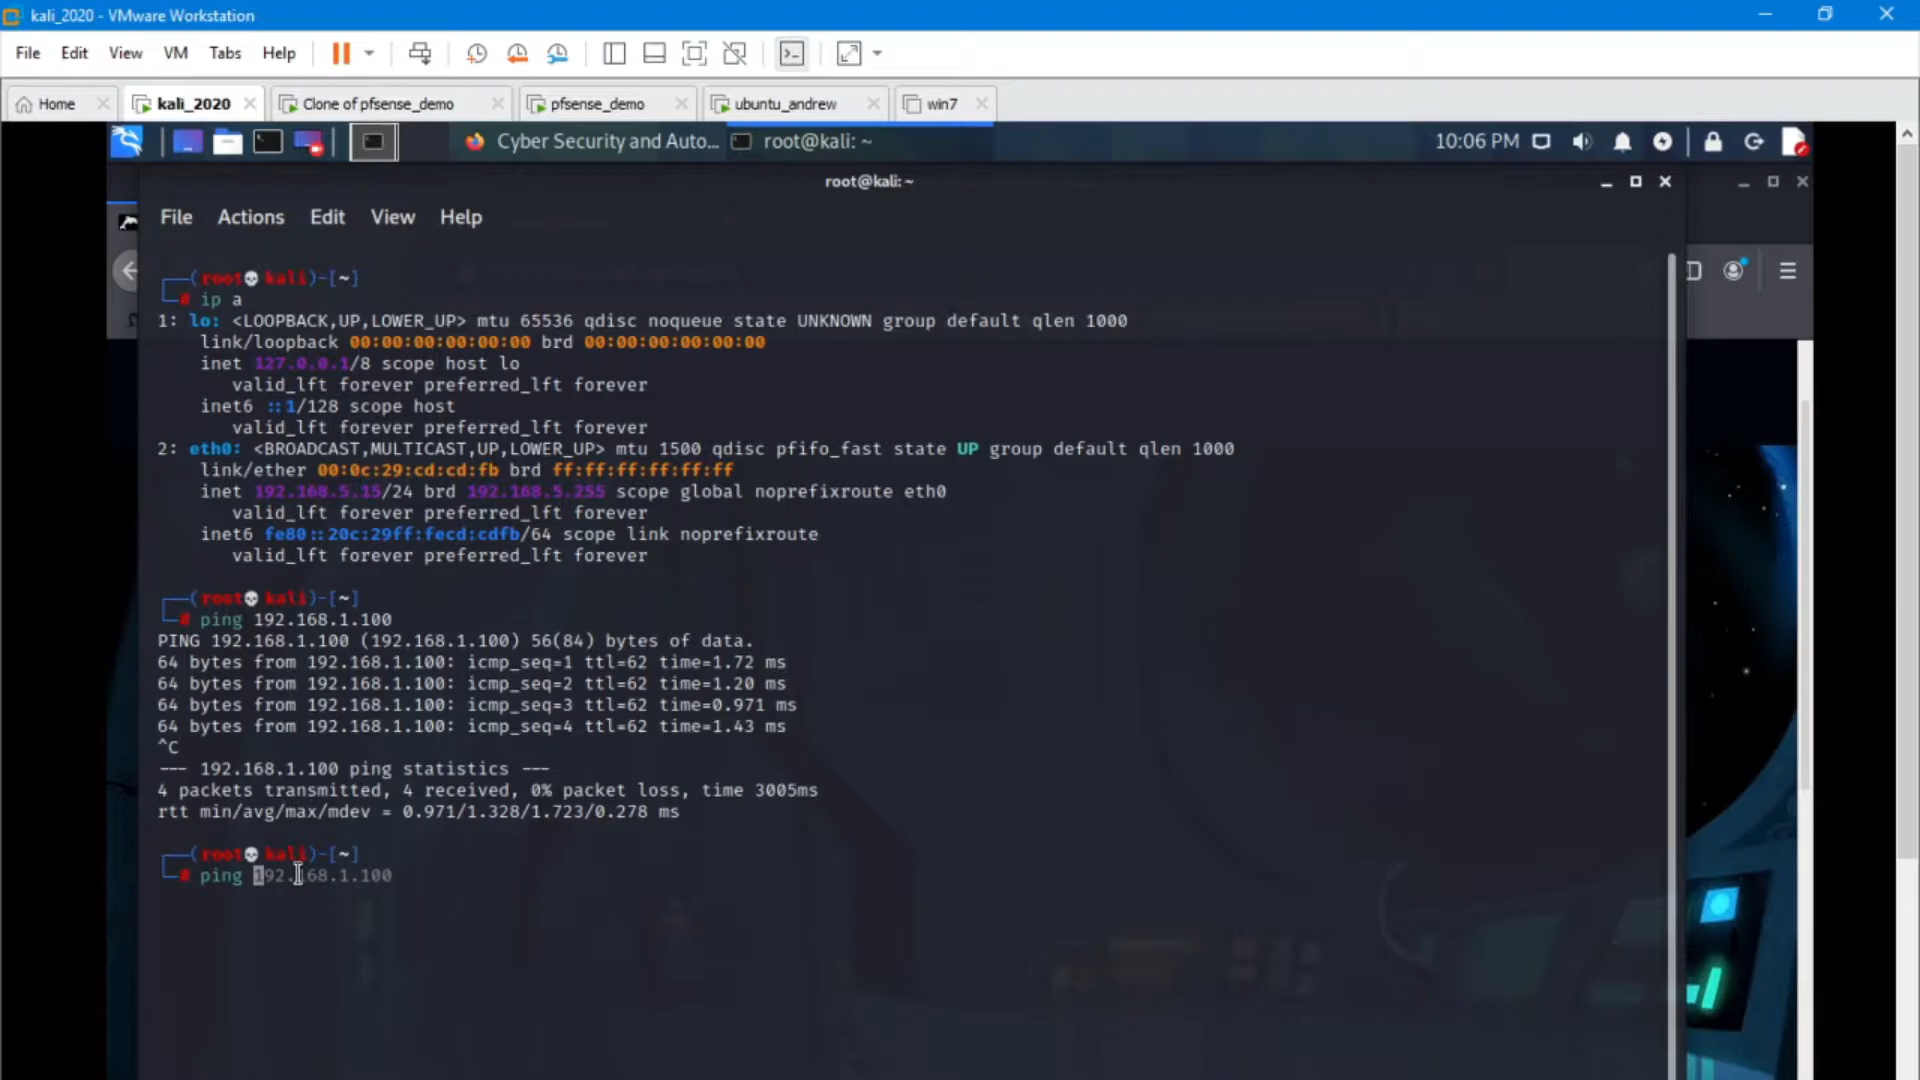 kali_2020 - VMware Workstation
File Edit View VM Tabs Help
Home kali_2020 Clone of pfsense_demo pfsense_demo ubuntu_andrew win7
Cyber Security and Auto... root@kali: ~ 10:06 PM
root@kali: ~
File Actions Edit View Help
(root💀kali)-[~]
# ip a
1: lo: <LOOPBACK,UP,LOWER_UP> mtu 65536 qdisc noqueue state UNKNOWN group default qlen 1000
link/loopback 00:00:00:00:00:00 brd 00:00:00:00:00:00
inet 127.0.0.1/8 scope host lo
valid_lft forever preferred_lft forever
inet6 ::1/128 scope host
valid_lft forever preferred_lft forever
2: eth0: <BROADCAST,MULTICAST,UP,LOWER_UP> mtu 1500 qdisc pfifo_fast state UP group default qlen 1000
link/ether 00:0c:29:cd:cd:fb brd ff:ff:ff:ff:ff:ff
inet 192.168.5.15/24 brd 192.168.5.255 scope global noprefixroute eth0
valid_lft forever preferred_lft forever
inet6 fe80::20c:29ff:fecd:cdfb/64 scope link noprefixroute
valid_lft forever preferred_lft forever
(root💀kali)-[~]
# ping 192.168.1.100
PING 192.168.1.100 (192.168.1.100) 56(84) bytes of data.
64 bytes from 192.168.1.100: icmp_seq=1 ttl=62 time=1.72 ms
64 bytes from 192.168.1.100: icmp_seq=2 ttl=62 time=1.20 ms
64 bytes from 192.168.1.100: icmp_seq=3 ttl=62 time=0.971 ms
64 bytes from 192.168.1.100: icmp_seq=4 ttl=62 time=1.43 ms
^C
--- 192.168.1.100 ping statistics ---
4 packets transmitted, 4 received, 0% packet loss, time 3005ms
rtt min/avg/max/mdev = 0.971/1.328/1.723/0.278 ms
(root💀kali)-[~]
# ping 192.168.1.100